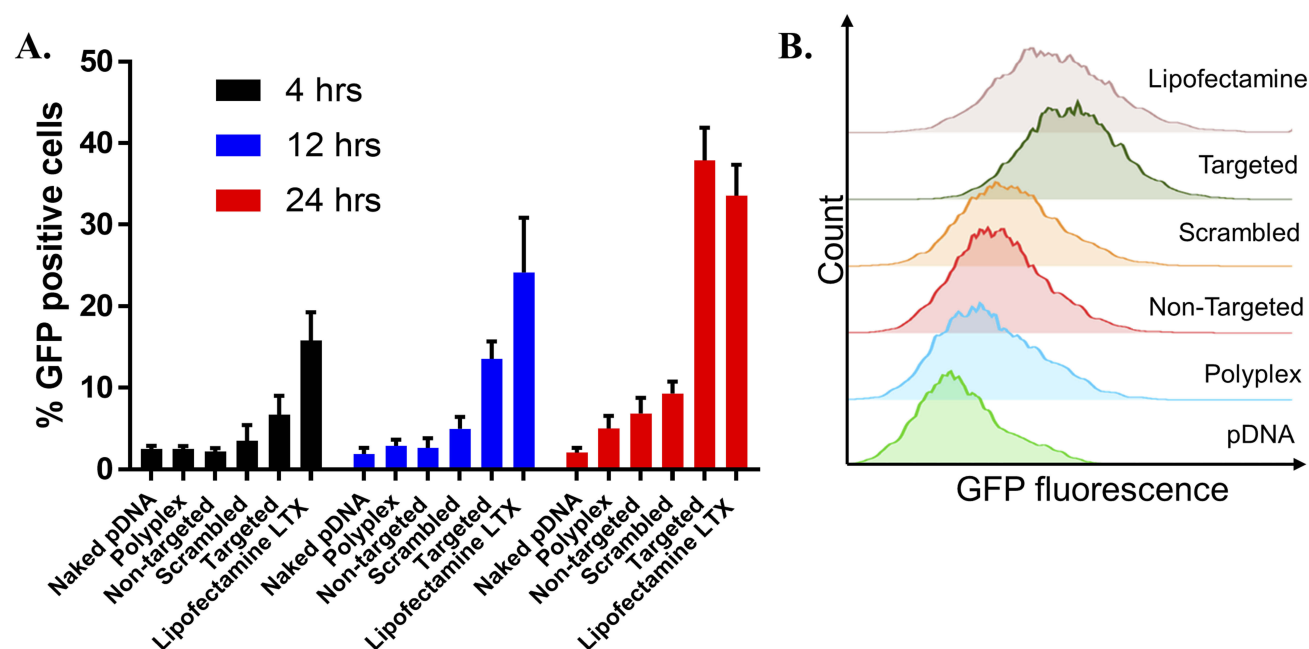 A.
% GFP positive cells
50
40
30
20
10
0
4 hrs
12 hrs
24 hrs
Naked pDNA
Polyplex
Non-targeted
Scrambled
Targeted
Lipofectamine LTX
Naked pDNA
Polyplex
Non-targeted
Scrambled
Targeted
Lipofectamine LTX
Naked pDNA
Polyplex
Non-targeted
Scrambled
Targeted
Lipofectamine LTX
B.
Count
Lipofectamine
Targeted
Scrambled
Non-Targeted
Polyplex
pDNA
GFP fluorescence